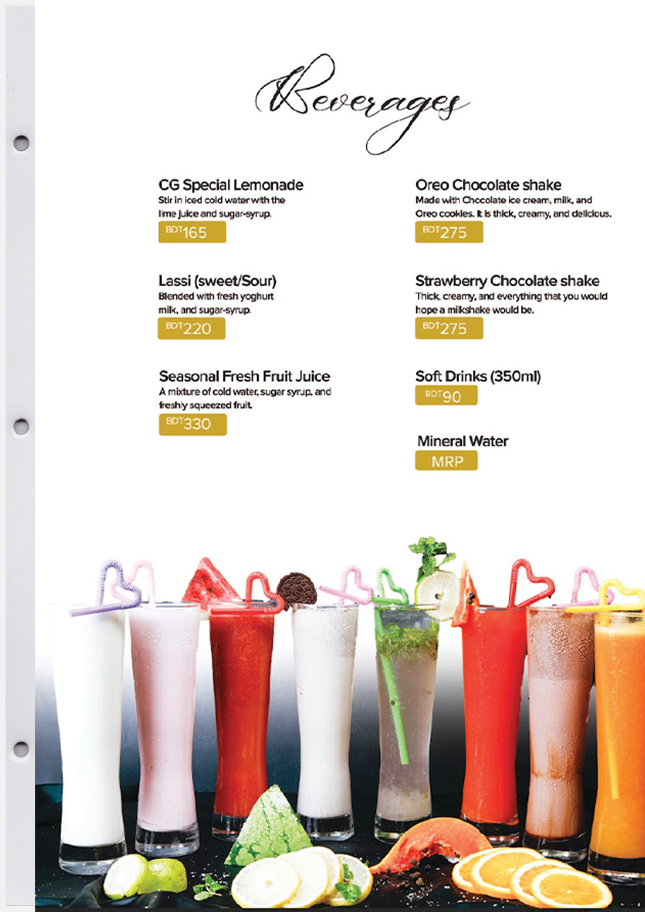 Beverages
CG Special Lemonade
Stir in iced cold water with the
lime juice and sugar-syrup.
BDT165
Lassi (sweet/Sour)
Blended with fresh yoghurt
milk, and sugar-syrup.
BDT220
Seasonal Fresh Fruit Juice
A mixture of cold water, sugar syrup, and
freshly squeezed fruit.
BDT330
Oreo Chocolate shake
Made with Chocolate ice cream, milk, and
Oreo cookies. It is thick, creamy, and delicious.
BDT275
Strawberry Chocolate shake
Thick, creamy, and everything that you would
hope a milkshake would be.
BDT275
Soft Drinks (350ml)
BDT90
Mineral Water
MRP